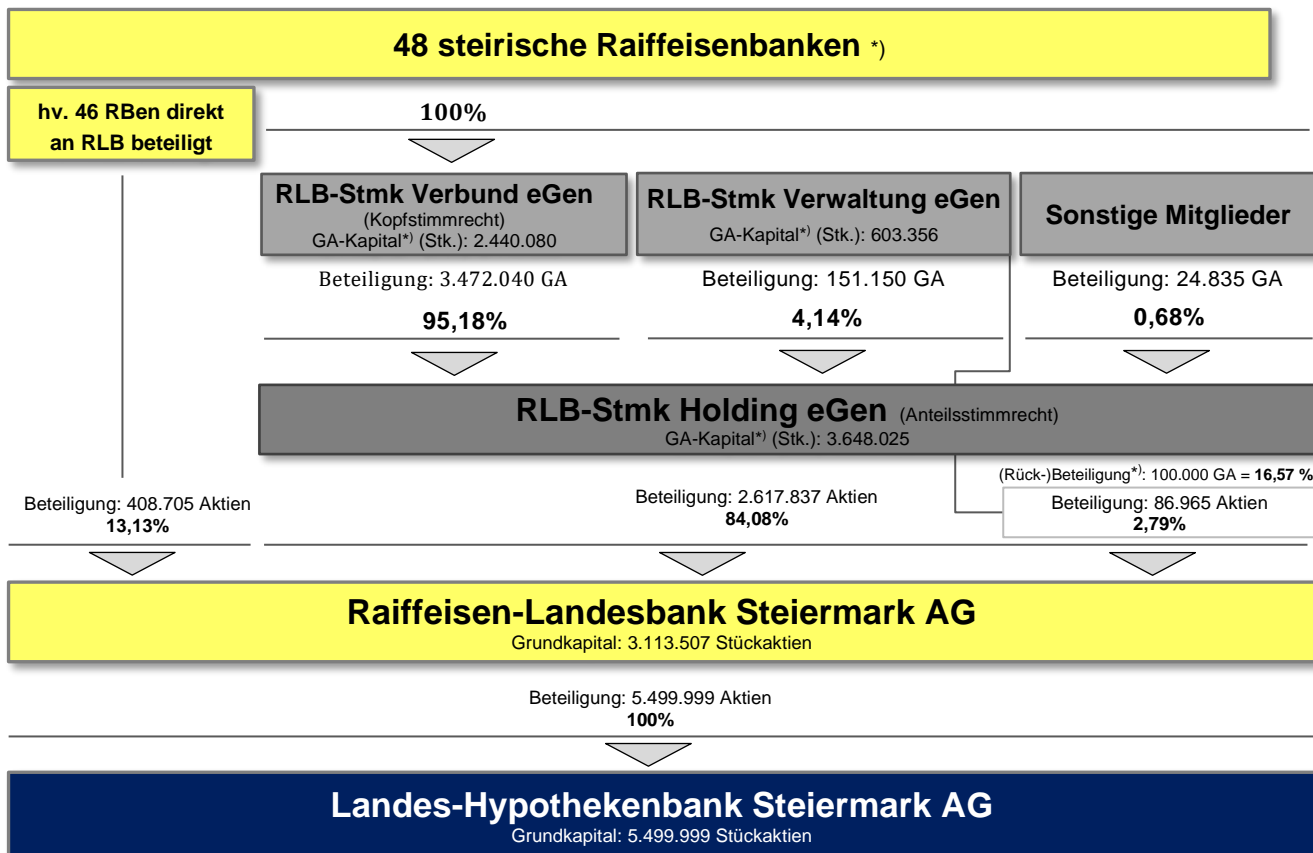 48 steirische Raiffeisenbanken *)
hv. 46 RBen direkt
an RLB beteiligt
100%
RLB-Stmk Verbund eGen
(Kopfstimmrecht)
GA-Kapital*) (Stk.): 2.440.080
RLB-Stmk Verwaltung eGen
GA-Kapital*) (Stk.): 603.356
Sonstige Mitglieder
Beteiligung: 3.472.040 GA
95,18%
Beteiligung: 151.150 GA
4,14%
Beteiligung: 24.835 GA
0,68%
RLB-Stmk Holding eGen (Anteilsstimmrecht)
GA-Kapital*) (Stk.): 3.648.025
(Rück-)Beteiligung*): 100.000 GA = 16,57 %
Beteiligung: 408.705 Aktien
13,13%
Beteiligung: 2.617.837 Aktien
84,08%
Beteiligung: 86.965 Aktien
2,79%
Raiffeisen-Landesbank Steiermark AG
Grundkapital: 3.113.507 Stückaktien
Beteiligung: 5.499.999 Aktien
100%
Landes-Hypothekenbank Steiermark AG
Grundkapital: 5.499.999 Stückaktien